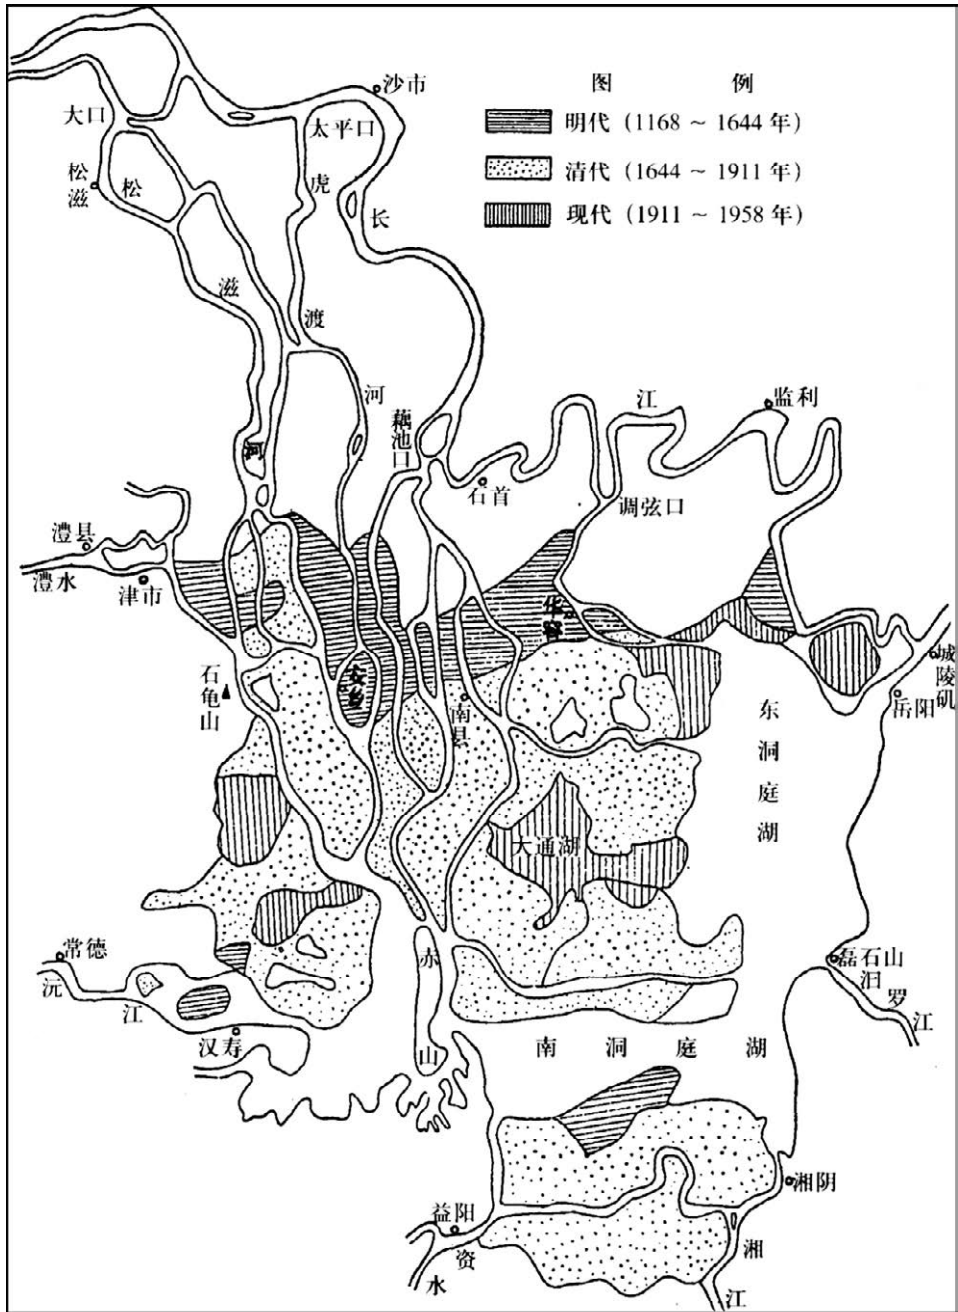 图 例
明代 (1168 ~ 1644 年)
清代 (1644 ~ 1911 年)
现代 (1911 ~ 1958 年)
沙市
大口
太平口
松滋
松
滋
河
虎
渡
河
长
江
藕池口
监利
石首
调弦口
澧县
澧水
津市
华容
石龟山
安乡
南县
城陵矶
岳阳
东洞庭湖
大通湖
常德
沅
江
汉寿
赤
山
磊石山
汨
罗
江
南洞庭湖
湘阴
益阳
资
水
湘
江